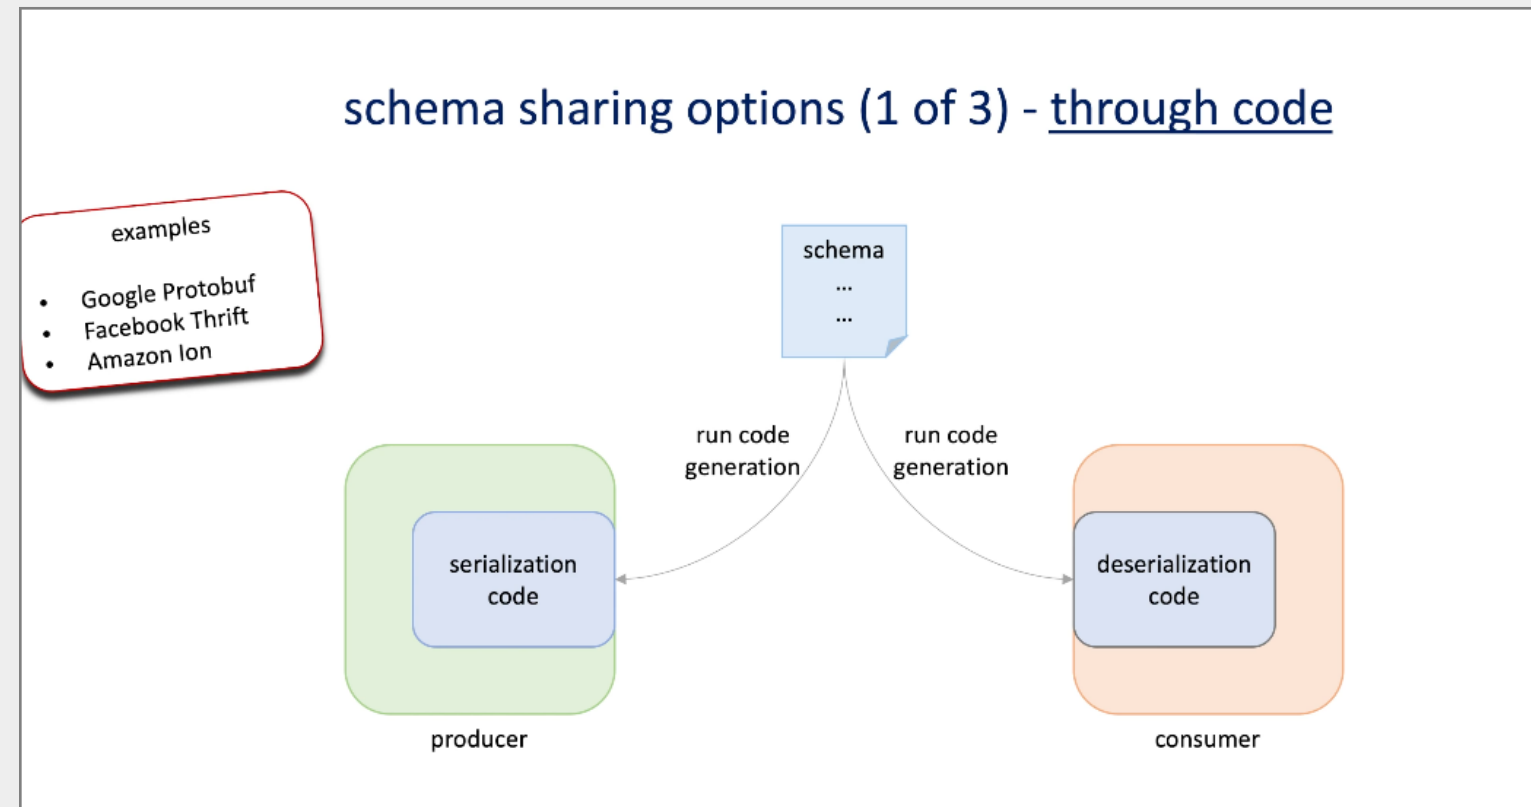 schema sharing options (1 of 3) - through code
examples
• Google Protobuf
• Facebook Thrift
• Amazon Ion
schema
...
...
run code
generation
run code
generation
serialization
code
deserialization
code
producer
consumer